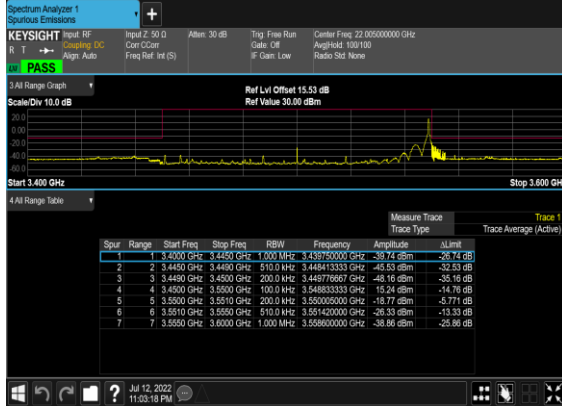 Spectrum Analyzer 1
Spurious Emissions
+
KEYSIGHT Input: RF Input Z: 50 Ω Atten: 30 dB Trig: Free Run Center Freq: 22.005000000 GHz
R T Coupling: DC Corr CCorr Gate: Off Avg|Hold: 100/100
Align: Auto Freq Ref: Int (S) IF Gain: Low Radio Std: None
PASS
3 All Range Graph
Ref Lvl Offset 15.53 dB
Scale/Div 10.0 dB Ref Value 30.00 dBm
20.0
0.00
-20.0
-40.0
-60.0
Start 3.400 GHz Stop 3.600 GH
4 All Range Table
Measure Trace Trace 1
Trace Type Trace Average (Active)
Spur Range Start Freq Stop Freq RBW Frequency Amplitude ΔLimit
1 1 3.4000 GHz 3.4450 GHz 1.000 MHz 3.439750000 GHz -39.74 dBm -26.74 dB
2 2 3.4450 GHz 3.4490 GHz 510.0 kHz 3.448413333 GHz -45.53 dBm -32.53 dB
3 3 3.4490 GHz 3.4500 GHz 200.0 kHz 3.449776667 GHz -48.16 dBm -35.16 dB
4 4 3.4500 GHz 3.5500 GHz 100.0 kHz 3.548833333 GHz 15.24 dBm -14.76 dB
5 5 3.5500 GHz 3.5510 GHz 200.0 kHz 3.550005000 GHz -18.77 dBm -5.771 dB
6 6 3.5510 GHz 3.5550 GHz 510.0 kHz 3.551420000 GHz -26.33 dBm -13.33 dB
7 7 3.5550 GHz 3.6000 GHz 1.000 MHz 3.558600000 GHz -38.86 dBm -25.86 dB
?
Jul 12, 2022
11:03:18 PM